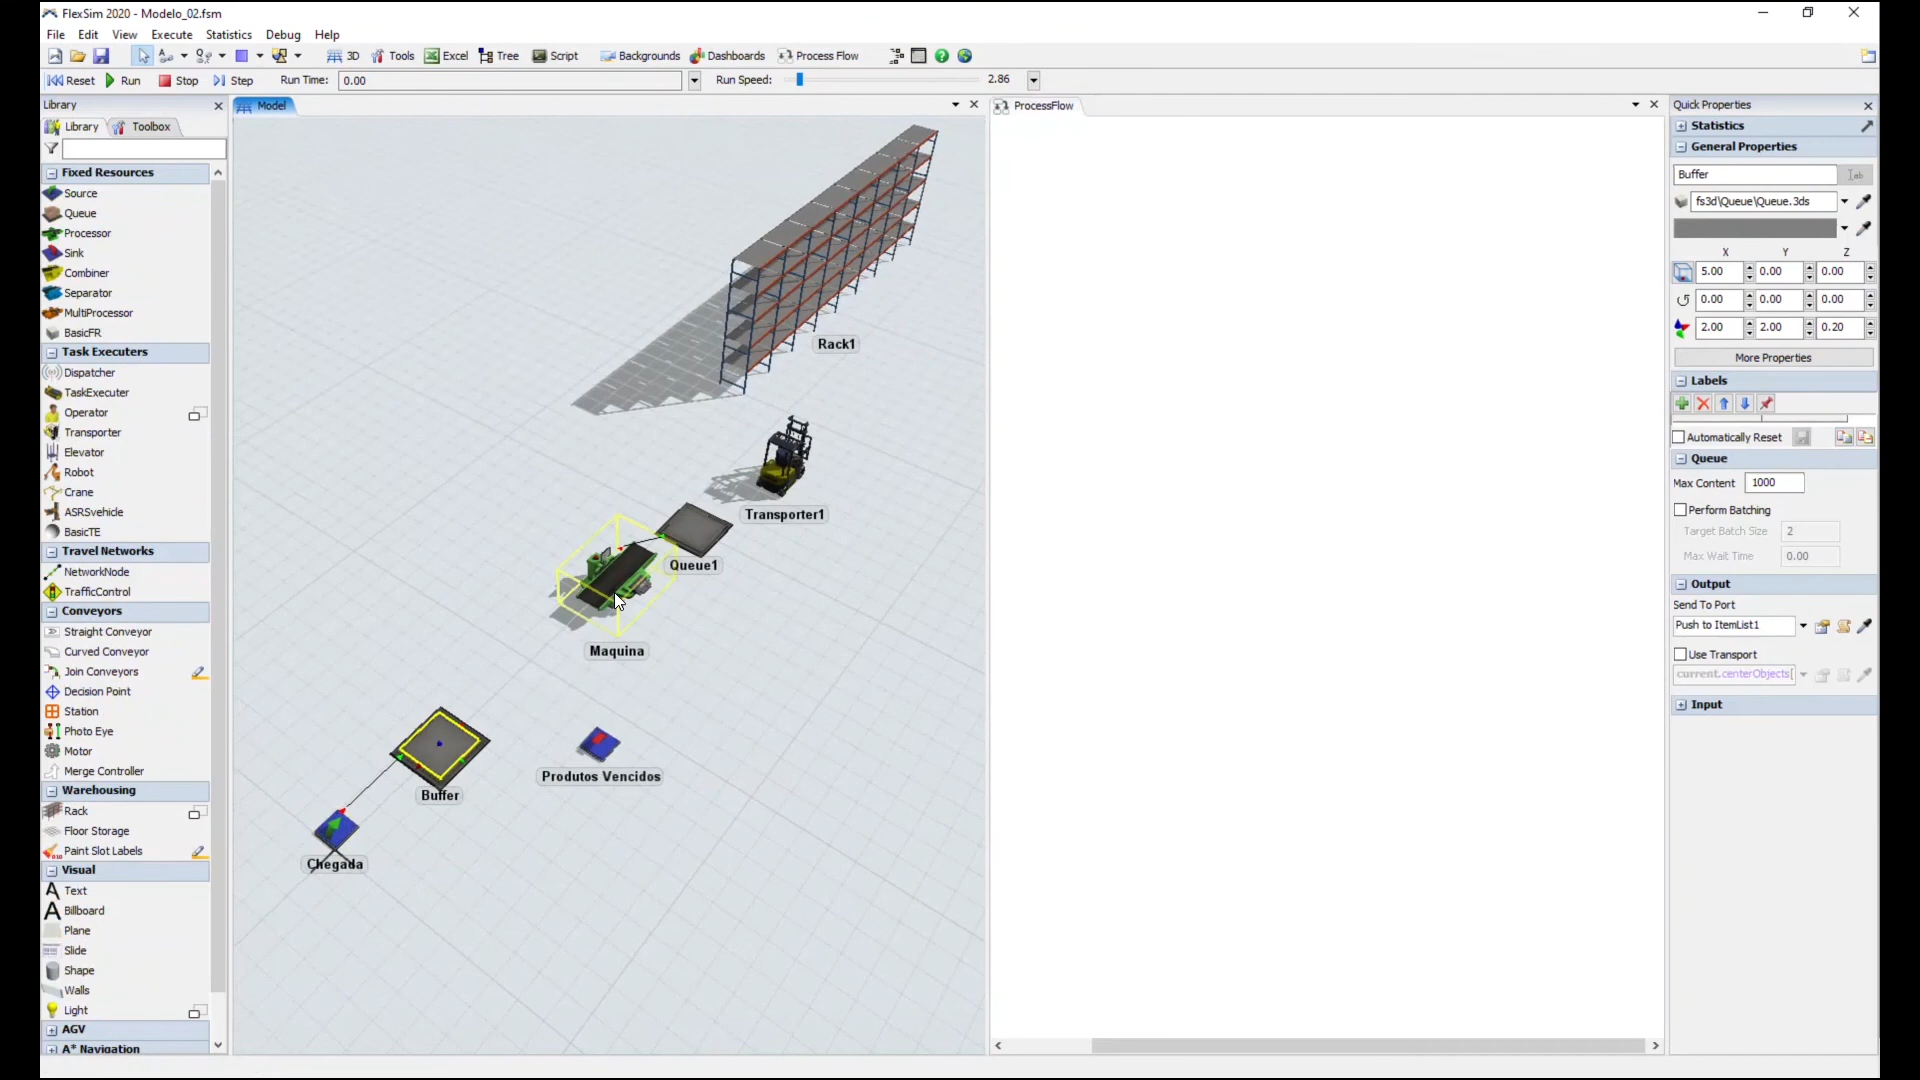 FlexSim 2020 - Modelo_02.fsm
File Edit View Execute Statistics Debug Help
3D Tools Excel Tree Script Backgrounds Dashboards Process Flow
Reset Run Stop Step Run Time: 0.00 Run Speed: 2.86
Library
Library Toolbox
Fixed Resources
Source
Queue
Processor
Sink
Combiner
Separator
MultiProcessor
BasicFR
Task Executers
Dispatcher
TaskExecuter
Operator
Transporter
Elevator
Robot
Crane
ASRSvehicle
BasicTE
Travel Networks
NetworkNode
TrafficControl
Conveyors
Straight Conveyor
Curved Conveyor
Join Conveyors
Decision Point
Station
Photo Eye
Motor
Merge Controller
Warehousing
Rack
Floor Storage
Paint Slot Labels
Visual
Text
Billboard
Plane
Slide
Shape
Walls
Light
AGV
A* Navigation
Model
Rack1
Transporter1
Queue1
Maquina
Produtos Vencidos
Buffer
Chegada
ProcessFlow
Quick Properties
Statistics
General Properties
Buffer
fs3d\Queue\Queue.3ds
X Y Z
5.00 0.00 0.00
0.00 0.00 0.00
2.00 2.00 0.20
More Properties
Labels
Automatically Reset
Queue
Max Content 1000
Perform Batching
Target Batch Size 2
Max Wait Time 0.00
Output
Send To Port
Push to ItemList1
Use Transport
current.centerObjects[
Input